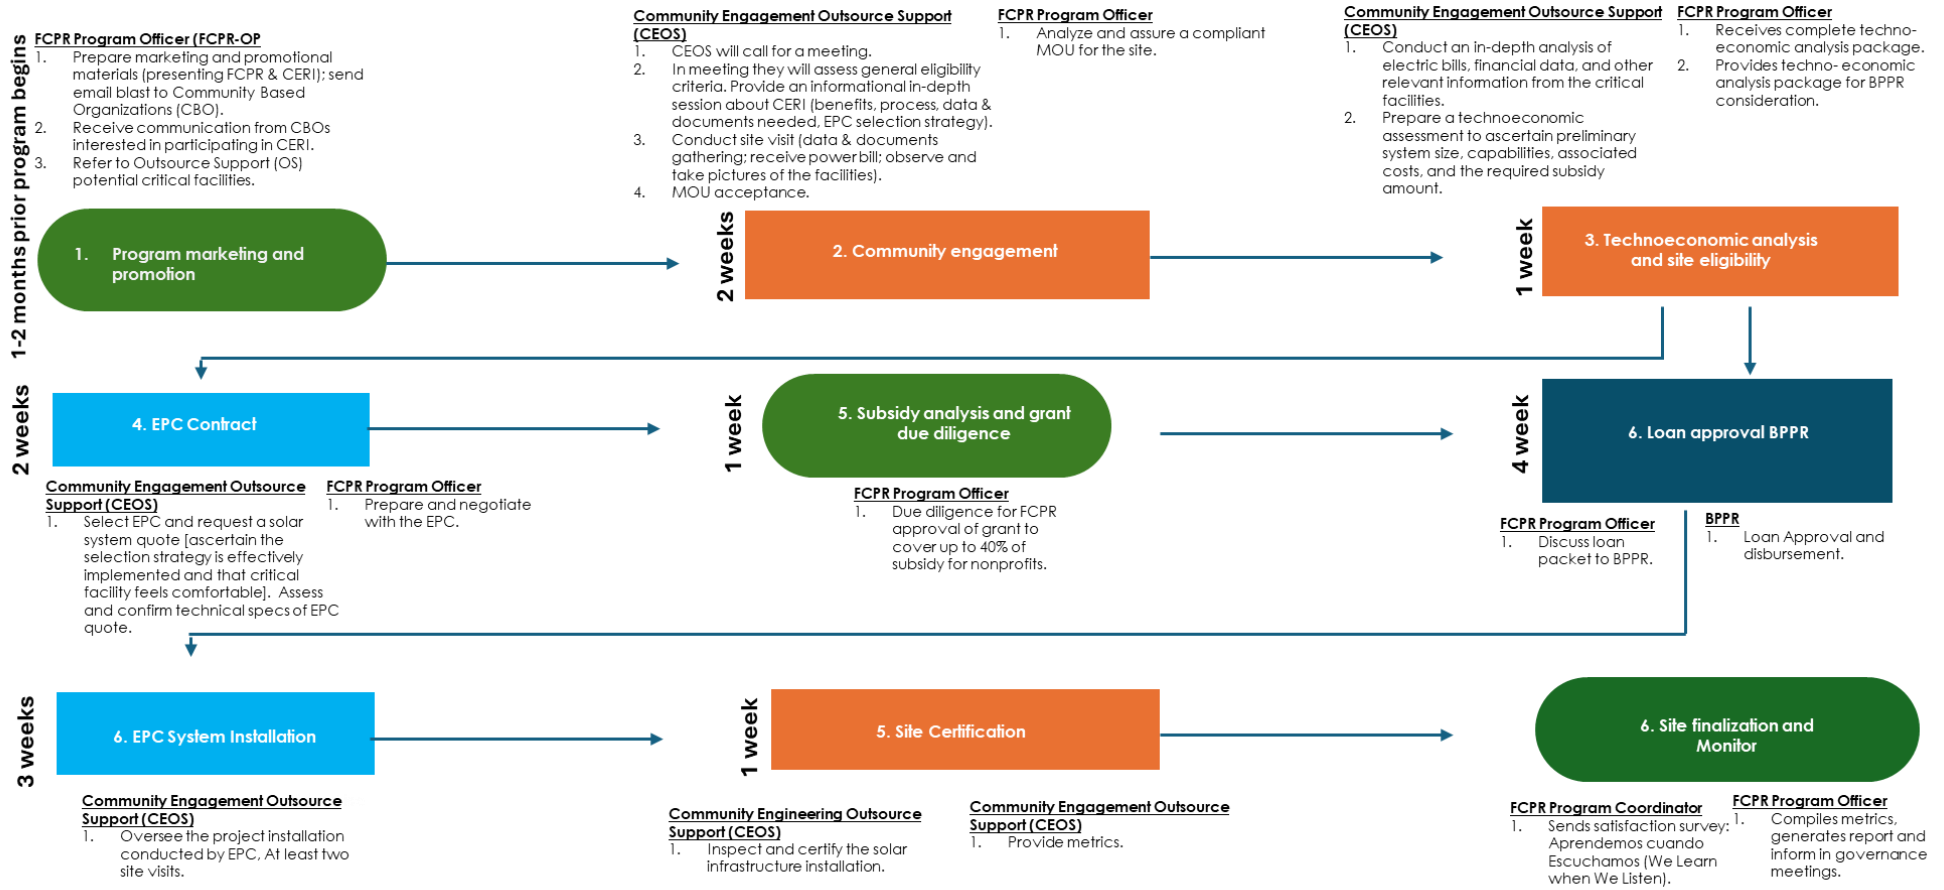 1-2 months prior program begins
FCPR Program Officer (FCPR-OP
1. Prepare marketing and promotional
materials (presenting FCPR & CERI); send
email blast to Community Based
Organizations (CBO).
2. Receive communication from CBOs
interested in participating in CERI.
3. Refer to Outsource Support (OS)
potential critical facilities.
1. Program marketing and
promotion
Community Engagement Outsource Support
(CEOS)
1. CEOS will call for a meeting.
2. In meeting they will assess general eligibility
criteria. Provide an informational in-depth
session about CERI (benefits, process, data &
documents needed, EPC selection strategy).
3. Conduct site visit (data & documents
gathering; receive power bill; observe and
take pictures of the facilities).
4. MOU acceptance.
FCPR Program Officer
1. Analyze and assure a compliant
MOU for the site.
2 weeks
2. Community engagement
Community Engagement Outsource Support
(CEOS)
1. Conduct an in-depth analysis of
electric bills, financial data, and other
relevant information from the critical
facilities.
2. Prepare a technoeconomic
assessment to ascertain preliminary
system size, capabilities, associated
costs, and the required subsidy
amount.
FCPR Program Officer
1. Receives complete techno-
economic analysis package.
2. Provides techno- economic
analysis package for BPPR
consideration.
1 week
3. Technoeconomic analysis
and site eligibility
2 weeks
4. EPC Contract
Community Engagement Outsource
Support (CEOS)
1. Select EPC and request a solar
system quote [ascertain the
selection strategy is effectively
implemented and that critical
facility feels comfortable]. Assess
and confirm technical specs of EPC
quote.
FCPR Program Officer
1. Prepare and negotiate
with the EPC.
1 week
5. Subsidy analysis and grant
due diligence
FCPR Program Officer
1. Due diligence for FCPR
approval of grant to
cover up to 40% of
subsidy for nonprofits.
4 week
6. Loan approval BPPR
FCPR Program Officer
1. Discuss loan
packet to BPPR.
BPPR
1. Loan Approval and
disbursement.
3 weeks
6. EPC System Installation
Community Engagement Outsource
Support (CEOS)
1. Oversee the project installation
conducted by EPC, At least two
site visits.
1 week
5. Site Certification
Community Engineering Outsource
Support (CEOS)
1. Inspect and certify the solar
infrastructure installation.
Community Engagement Outsource
Support (CEOS)
1. Provide metrics.
6. Site finalization and
Monitor
FCPR Program Coordinator
1. Sends satisfaction survey:
Aprendemos cuando
Escuchamos (We Learn
when We Listen).
FCPR Program Officer
1. Compiles metrics,
generates report and
inform in governance
meetings.